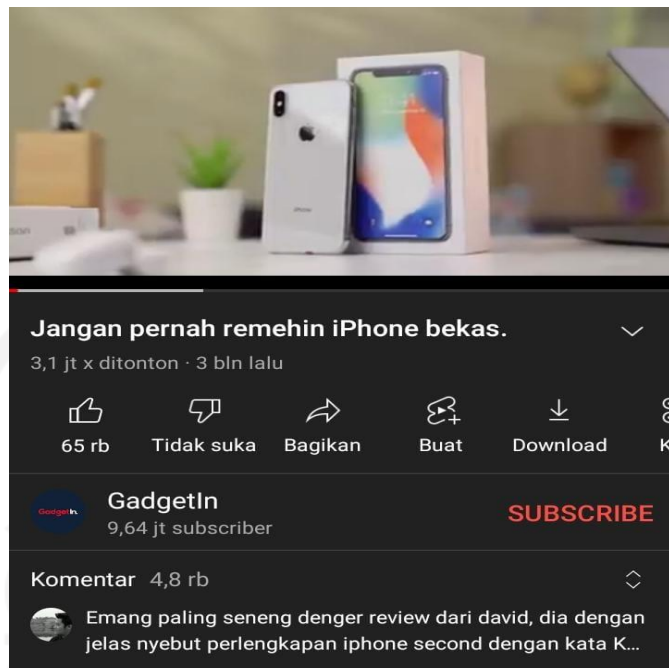 Jangan pernah remehin iPhone bekas.
3,1 jt x ditonton · 3 bln lalu
65 rb
Tidak suka
Bagikan
Buat
Download
K
GadgetIn.
GadgetIn
9,64 jt subscriber
SUBSCRIBE
Komentar 4,8 rb
Emang paling seneng denger review dari david, dia dengan
jelas nyebut perlengkapan iphone second dengan kata K...